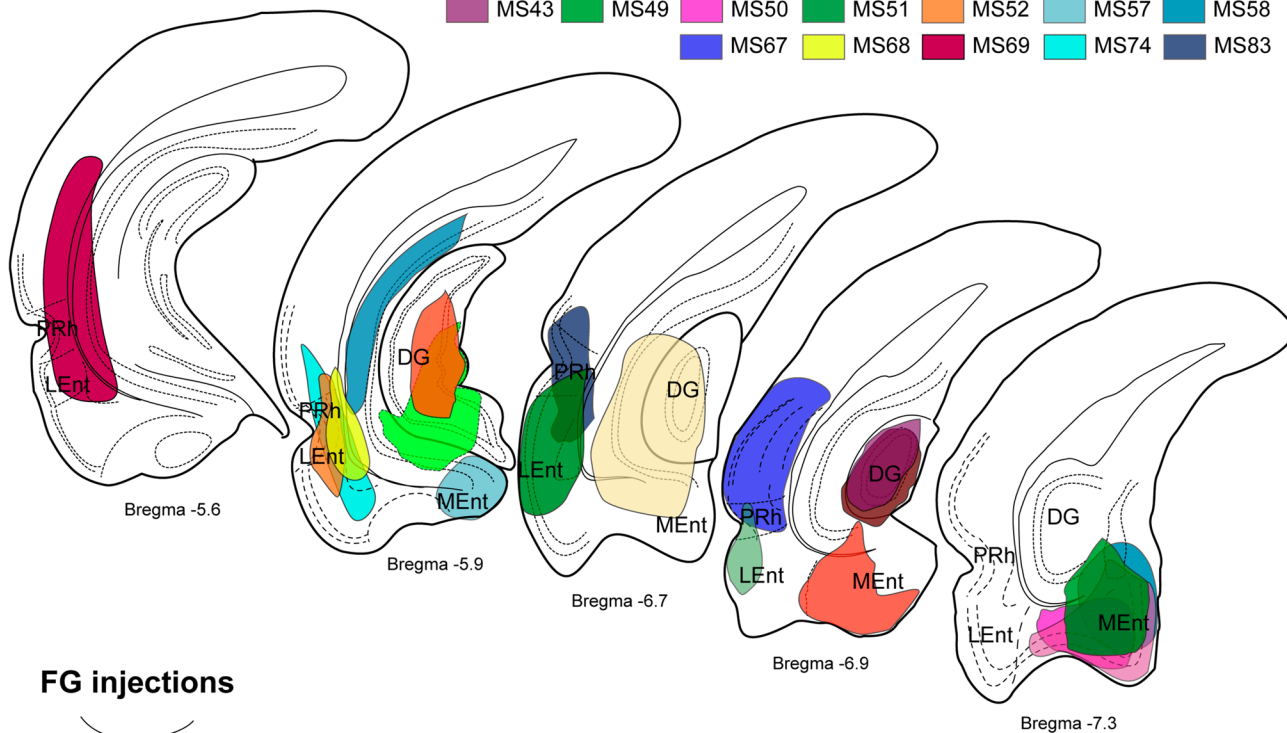 MS43 MS49 MS50 MS51 MS52 MS57 MS58
MS67 MS68 MS69 MS74 MS83
PRh
LEnt
Bregma -5.6
DG
PRh
LEnt
MEnt
Bregma -5.9
PRh
DG
LEnt
MEnt
Bregma -6.7
DG
PRh
LEnt
MEnt
Bregma -6.9
DG
PRh
MEnt
LEnt
Bregma -7.3
FG injections